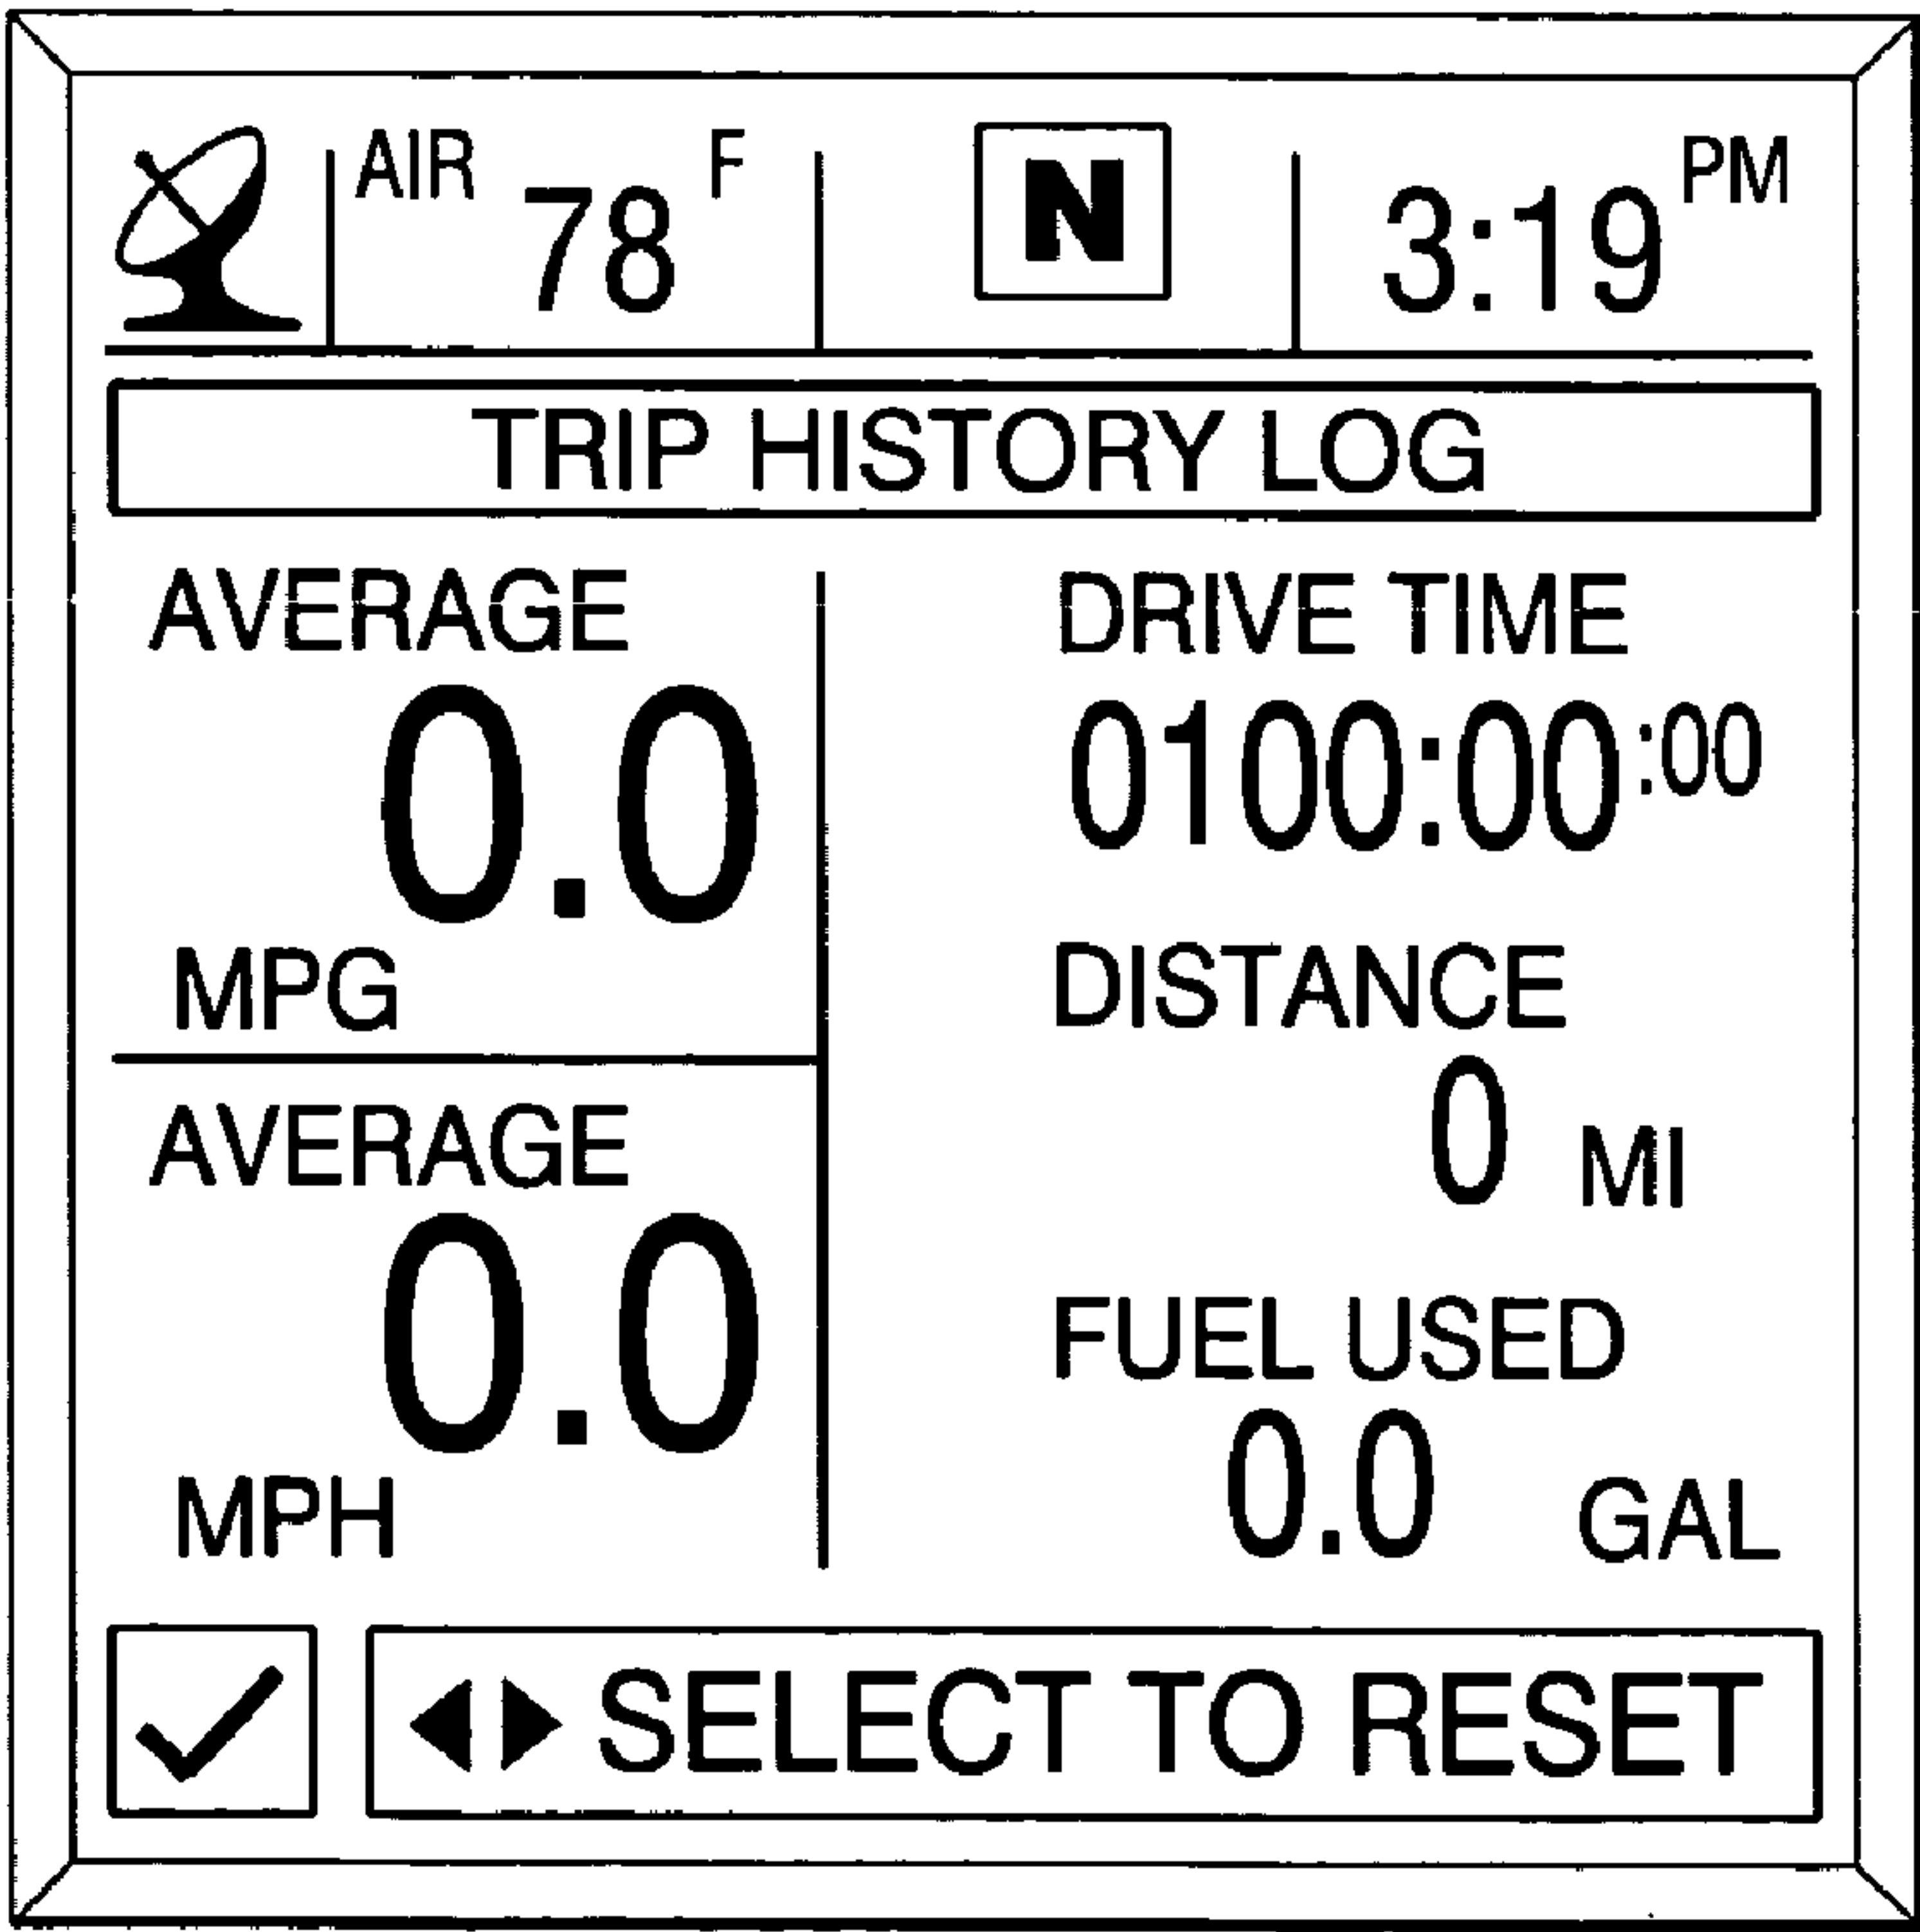 AIR 78 F N 3:19 PM
TRIP HISTORY LOG
AVERAGE
0.0
MPG
AVERAGE
0.0
MPH
DRIVE TIME
0100:00:00
DISTANCE
0 MI
FUEL USED
0.0 GAL
SELECT TO RESET